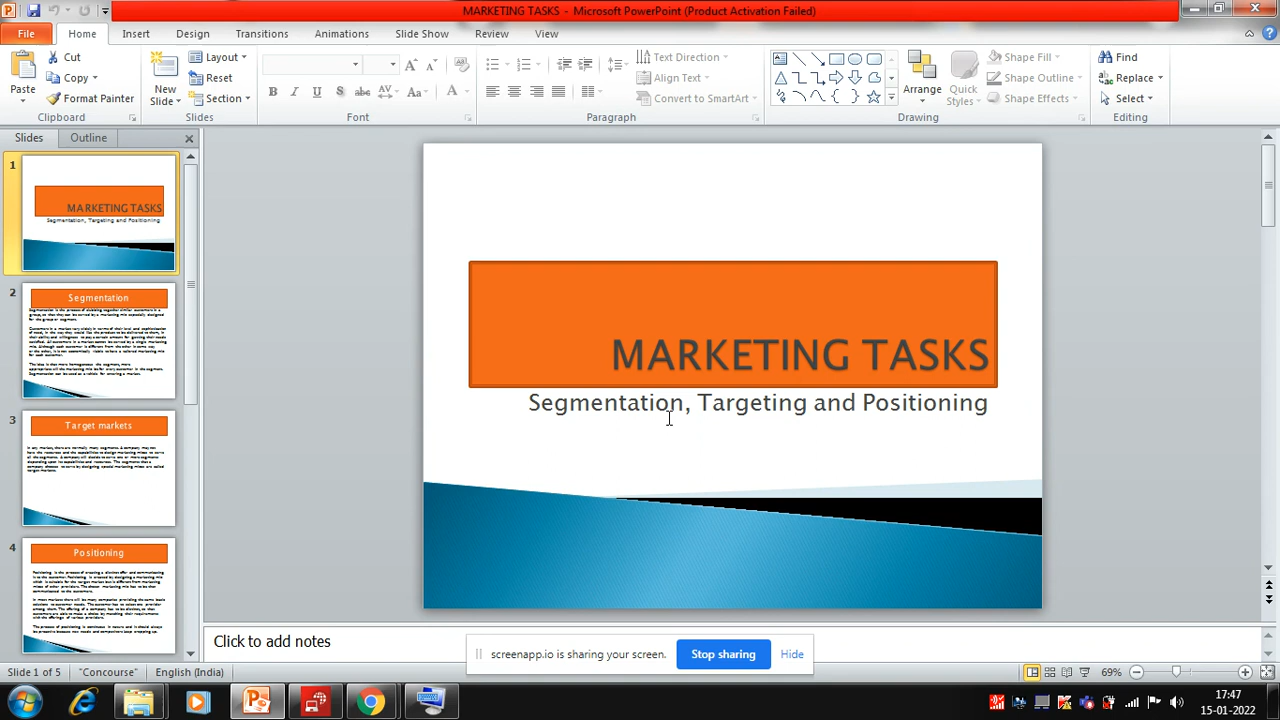 MARKETING TASKS - Microsoft PowerPoint (Product Activation Failed)
File Home Insert Design Transitions Animations Slide Show Review View
Cut
Copy
Format Painter
Paste
Clipboard
New
Slide
Layout
Reset
Section
Slides
Font
Paragraph
Text Direction
Align Text
Convert to SmartArt
Arrange
Quick
Styles
Shape Fill
Shape Outline
Shape Effects
Drawing
Find
Replace
Select
Editing
Slides Outline
1
MARKETING TASKS
Segmentation, Targeting and Positioning
2
Segmentation
3
Target markets
4
Positioning
MARKETING TASKS
Segmentation, Targeting and Positioning
Click to add notes
screenapp.io is sharing your screen. Stop sharing Hide
Slide 1 of 5 "Concourse" English (India) 69%
17:47
15-01-2022